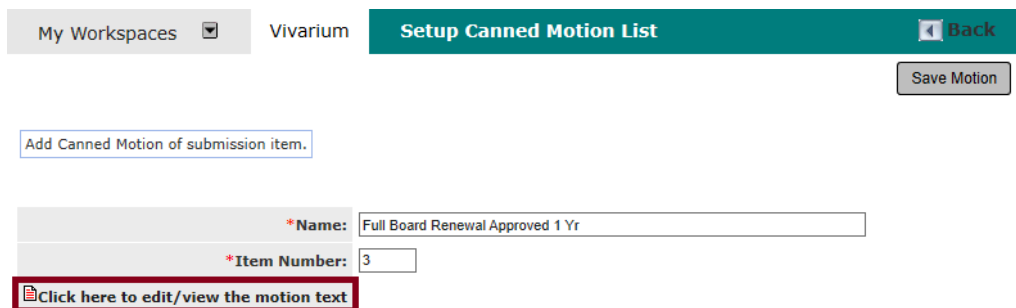 My Workspaces Vivarium Setup Canned Motion List Back
Save Motion
Add Canned Motion of submission item.
*Name: Full Board Renewal Approved 1 Yr
*Item Number: 3
Click here to edit/view the motion text